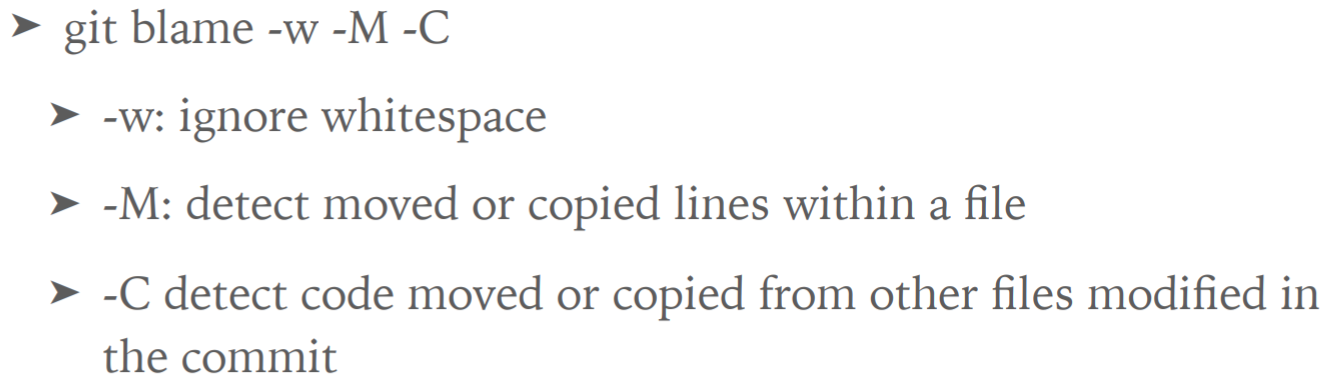 ➤ git blame -w -M -C
➤ -w: ignore whitespace
➤ -M: detect moved or copied lines within a file
➤ -C detect code moved or copied from other files modified in
the commit